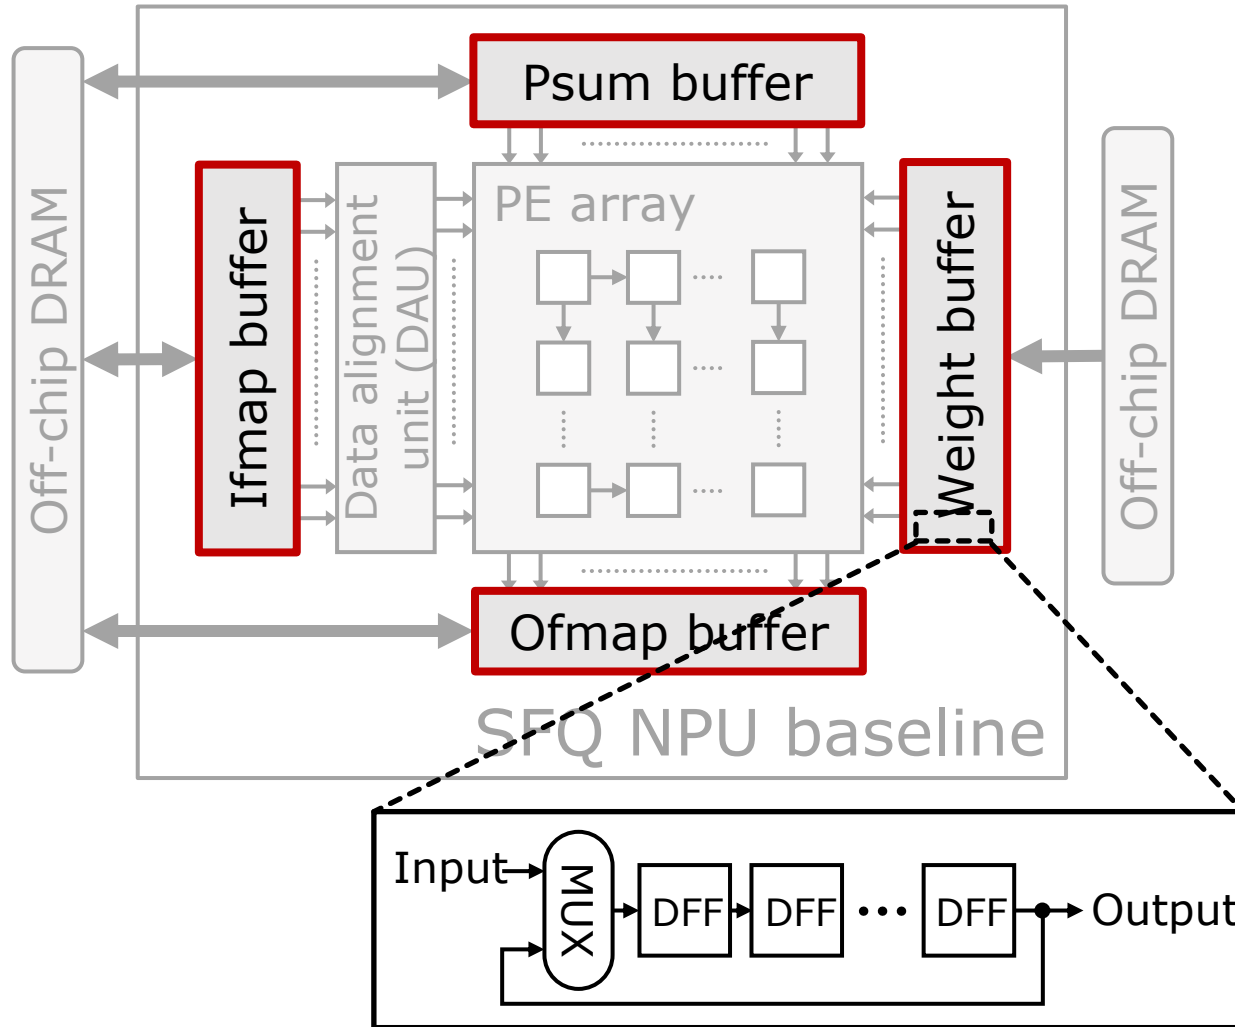 Psum buffer
Off-chip DRAM
Ifmap buffer
Data alignment
unit (DAU)
PE array
Weight buffer
Off-chip DRAM
Ofmap buffer
SFQ NPU baseline
Input
MUX
DFF
DFF
DFF
Output